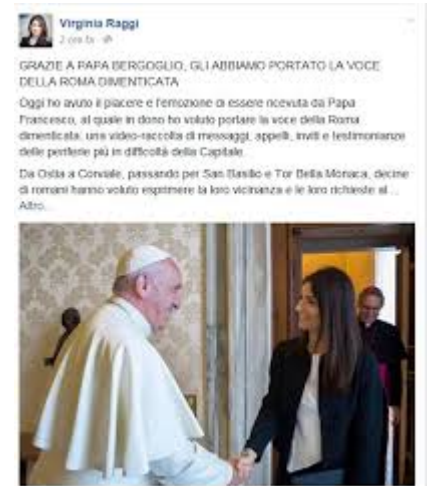 Virginia Raggi
2 ore fa
GRAZIE A PAPA BERGOGLIO, GLI ABBIAMO PORTATO LA VOCE
DELLA ROMA DIMENTICATA
Oggi ho avuto il piacere e l'emozione di essere ricevuta da Papa
Francesco, al quale in dono ho voluto portare la voce della Roma
dimenticata: una video-raccolta di messaggi, appelli, inviti e testimonianze
delle periferie più in difficoltà della Capitale.
Da Ostia a Corviale, passando per San Basilio e Tor Bella Monaca, decine
di romani hanno voluto esprimere la loro vicinanza e le loro richieste al ...
Altro...